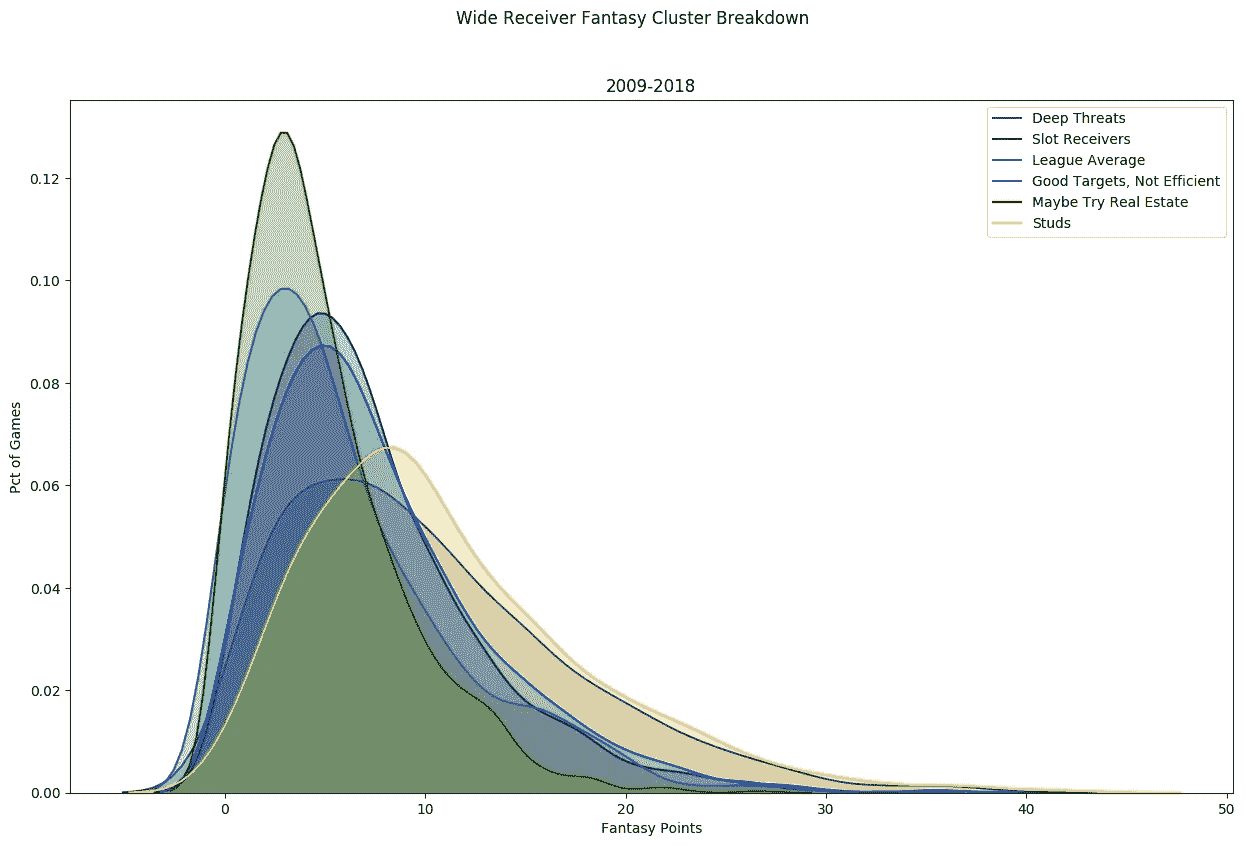 Wide Receiver Fantasy Cluster Breakdown
2009-2018
Deep Threats
Slot Receivers
League Average
Good Targets, Not Efficient
Maybe Try Real Estate
Studs
Pct of Games
0.12
0.10
0.08
0.06
0.04
0.02
0.00
0 10 20 30 40 50
Fantasy Points